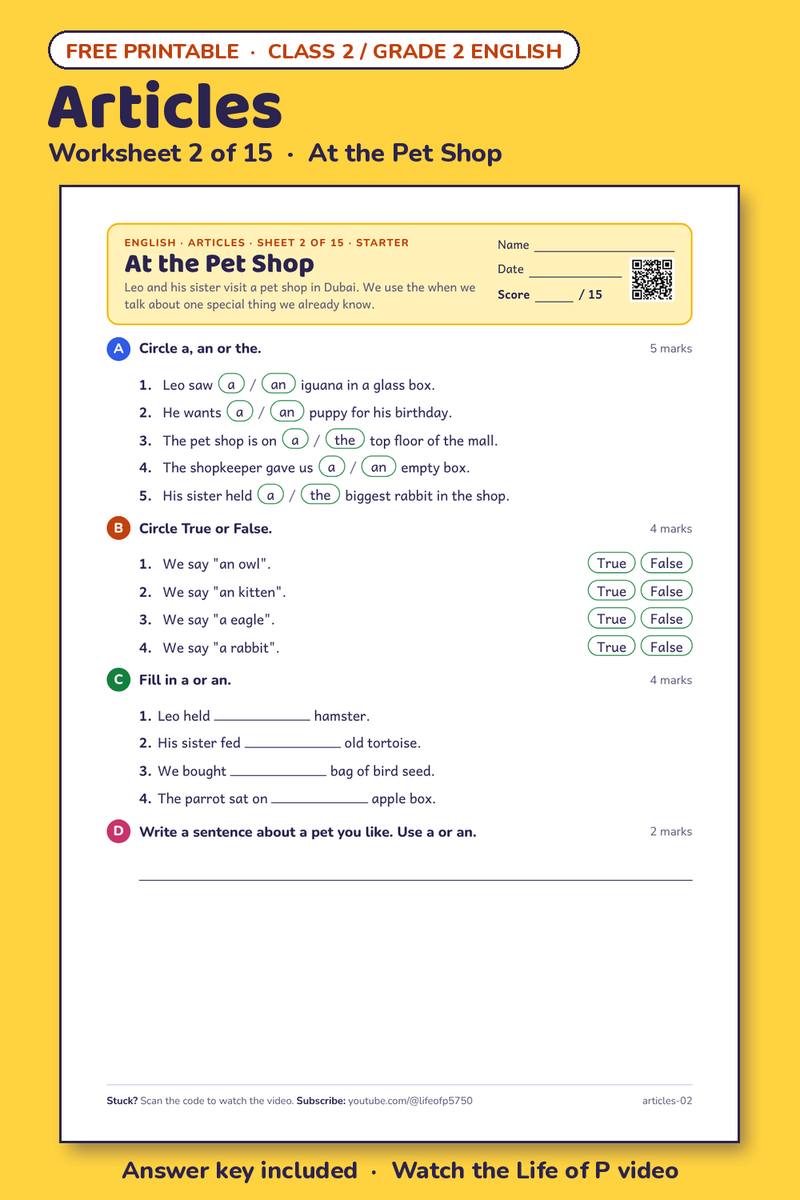 FREE PRINTABLE · CLASS 2 / GRADE 2 ENGLISH
Articles
Worksheet 2 of 15 · At the Pet Shop
ENGLISH · ARTICLES · SHEET 2 OF 15 · STARTER
At the Pet Shop
Leo and his sister visit a pet shop in Dubai. We use the when we
talk about one special thing we already know.
Name ____________
Date ____________
Score _____ / 15
A Circle a, an or the. 5 marks
1. Leo saw a / an iguana in a glass box.
2. He wants a / an puppy for his birthday.
3. The pet shop is on a / the top floor of the mall.
4. The shopkeeper gave us a / an empty box.
5. His sister held a / the biggest rabbit in the shop.
B Circle True or False. 4 marks
1. We say "an owl". True False
2. We say "an kitten". True False
3. We say "a eagle". True False
4. We say "a rabbit". True False
C Fill in a or an. 4 marks
1. Leo held ____________ hamster.
2. His sister fed ____________ old tortoise.
3. We bought ____________ bag of bird seed.
4. The parrot sat on ____________ apple box.
D Write a sentence about a pet you like. Use a or an. 2 marks
Stuck? Scan the code to watch the video. Subscribe: youtube.com/@lifeofp5750 articles-02
Answer key included · Watch the Life of P video